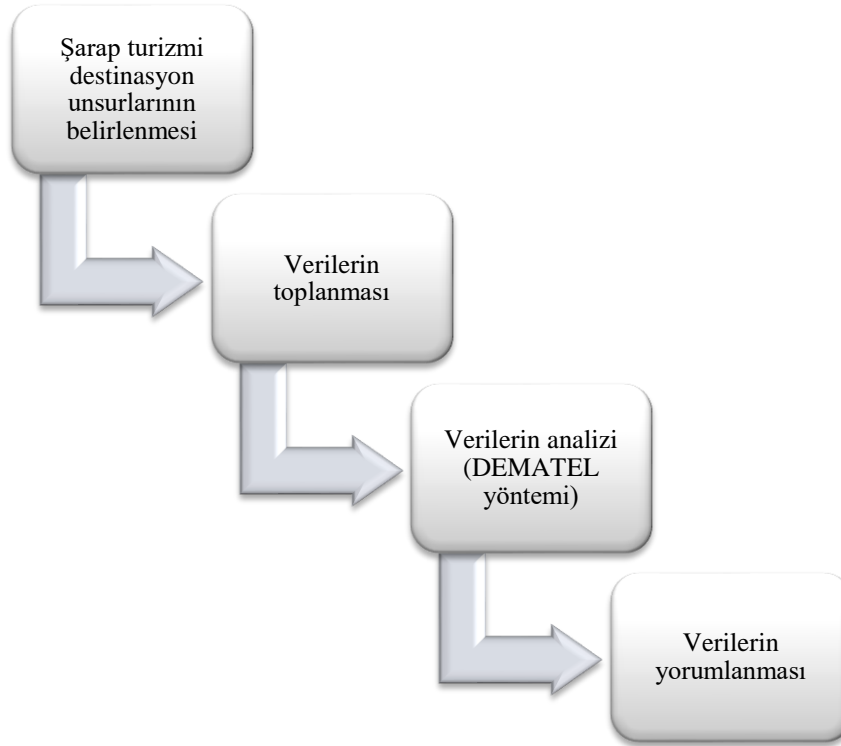 Şarap turizmi
destinasyon
unsurlarının
belirlenmesi
Verilerin
toplanması
Verilerin analizi
(DEMATEL
yöntemi)
Verilerin
yorumlanması